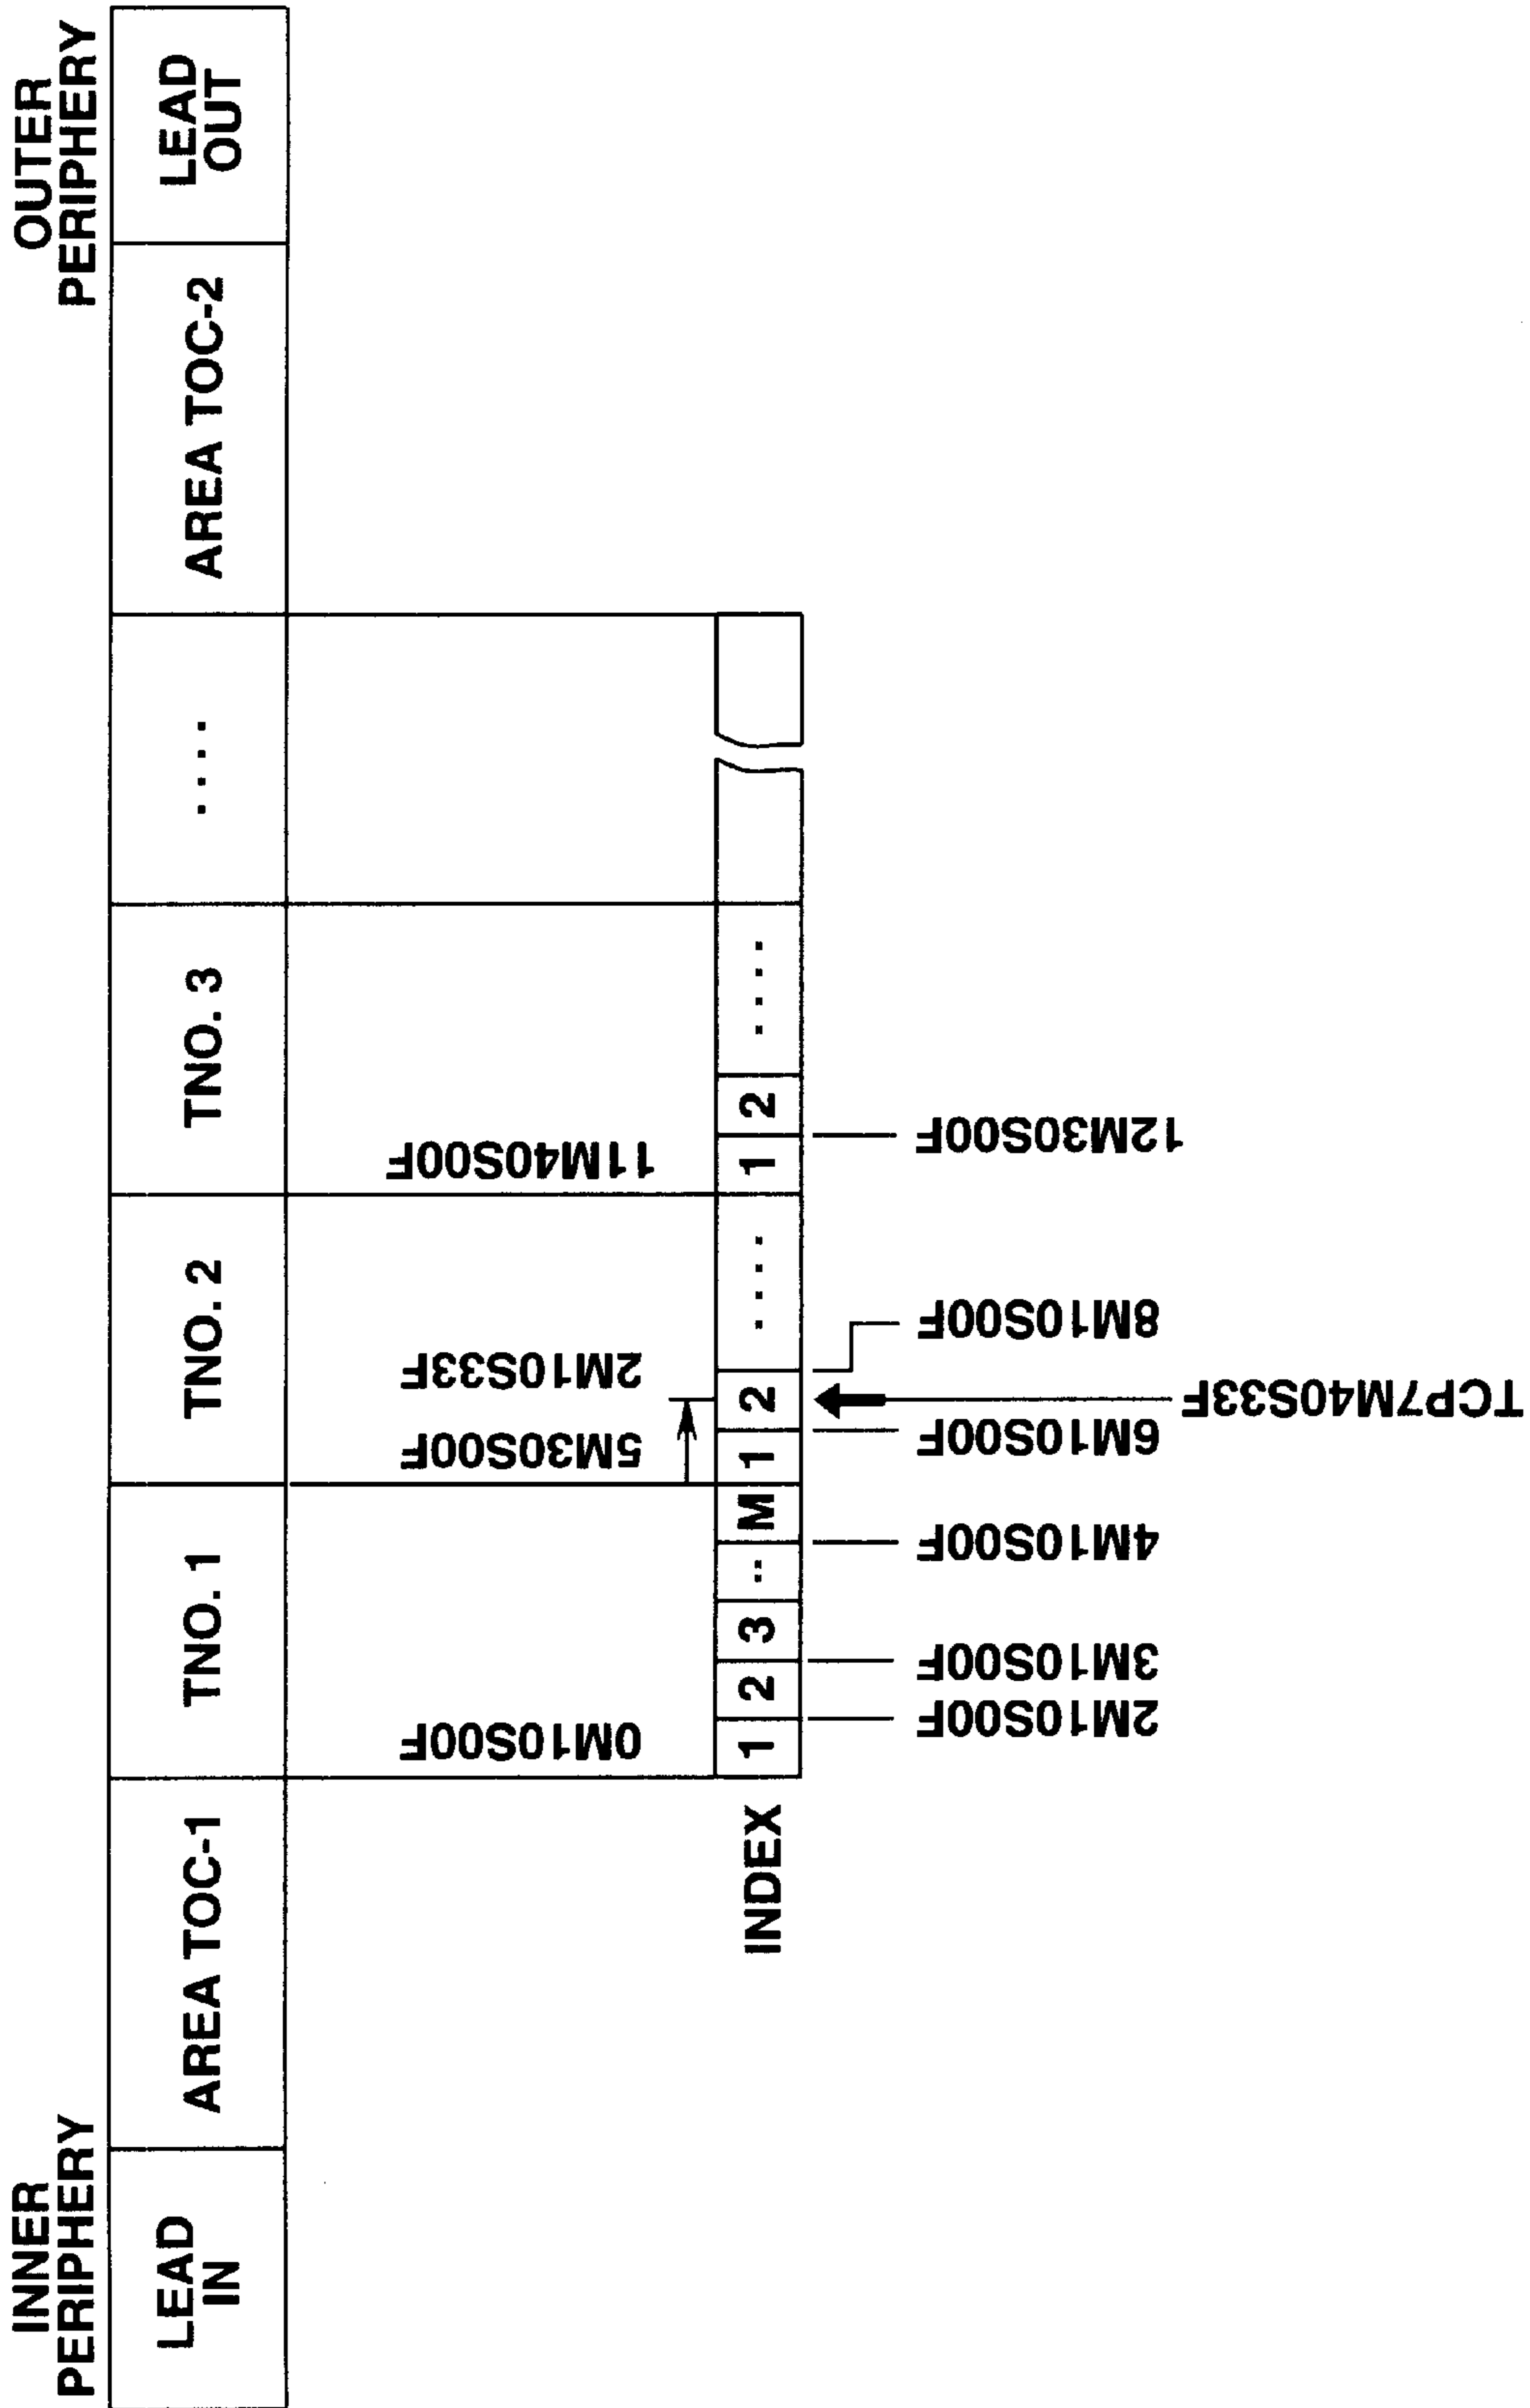 INNER
PERIPHERY
OUTER
PERIPHERY
LEAD
IN
AREA TOC-1
TNO. 1
TNO. 2
TNO. 3
....
AREA TOC-2
LEAD
OUT
0M10S00F
5M30S00F
2M10S33F
11M40S00F
INDEX
1
2
3
..
M
1
2
....
1
2
....
2M10S00F
3M10S00F
4M10S00F
6M10S00F
TCP7M40S33F
8M10S00F
12M30S00F